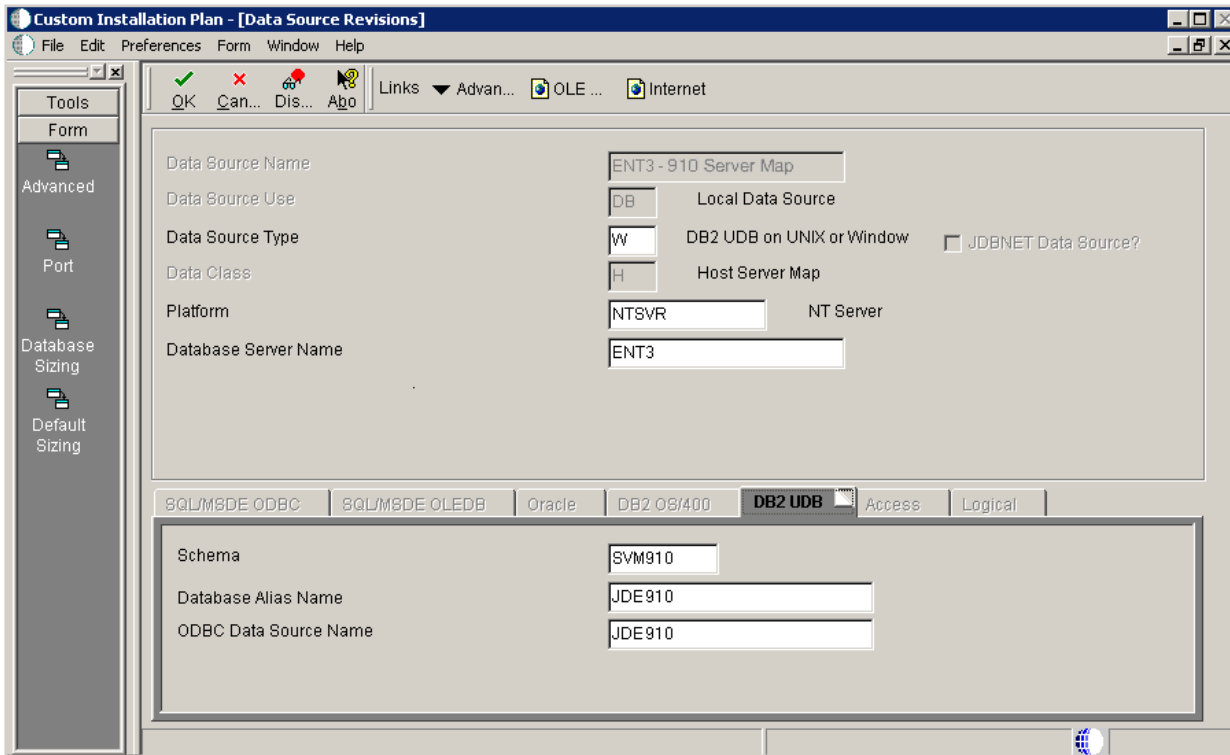 Custom Installation Plan - [Data Source Revisions]
File Edit Preferences Form Window Help
OK Can... Dis... Abo Links Advan... OLE ... Internet
Tools
Form
Advanced
Port
Database
Sizing
Default
Sizing
Data Source Name ENT3 - 910 Server Map
Data Source Use DB Local Data Source
Data Source Type W DB2 UDB on UNIX or Window JDBNET Data Source?
Data Class H Host Server Map
Platform NTSVR NT Server
Database Server Name ENT3
SQL/MSDE ODBC SQL/MSDE OLEDB Oracle DB2 OS/400 DB2 UDB Access Logical
Schema SVM910
Database Alias Name JDE910
ODBC Data Source Name JDE910